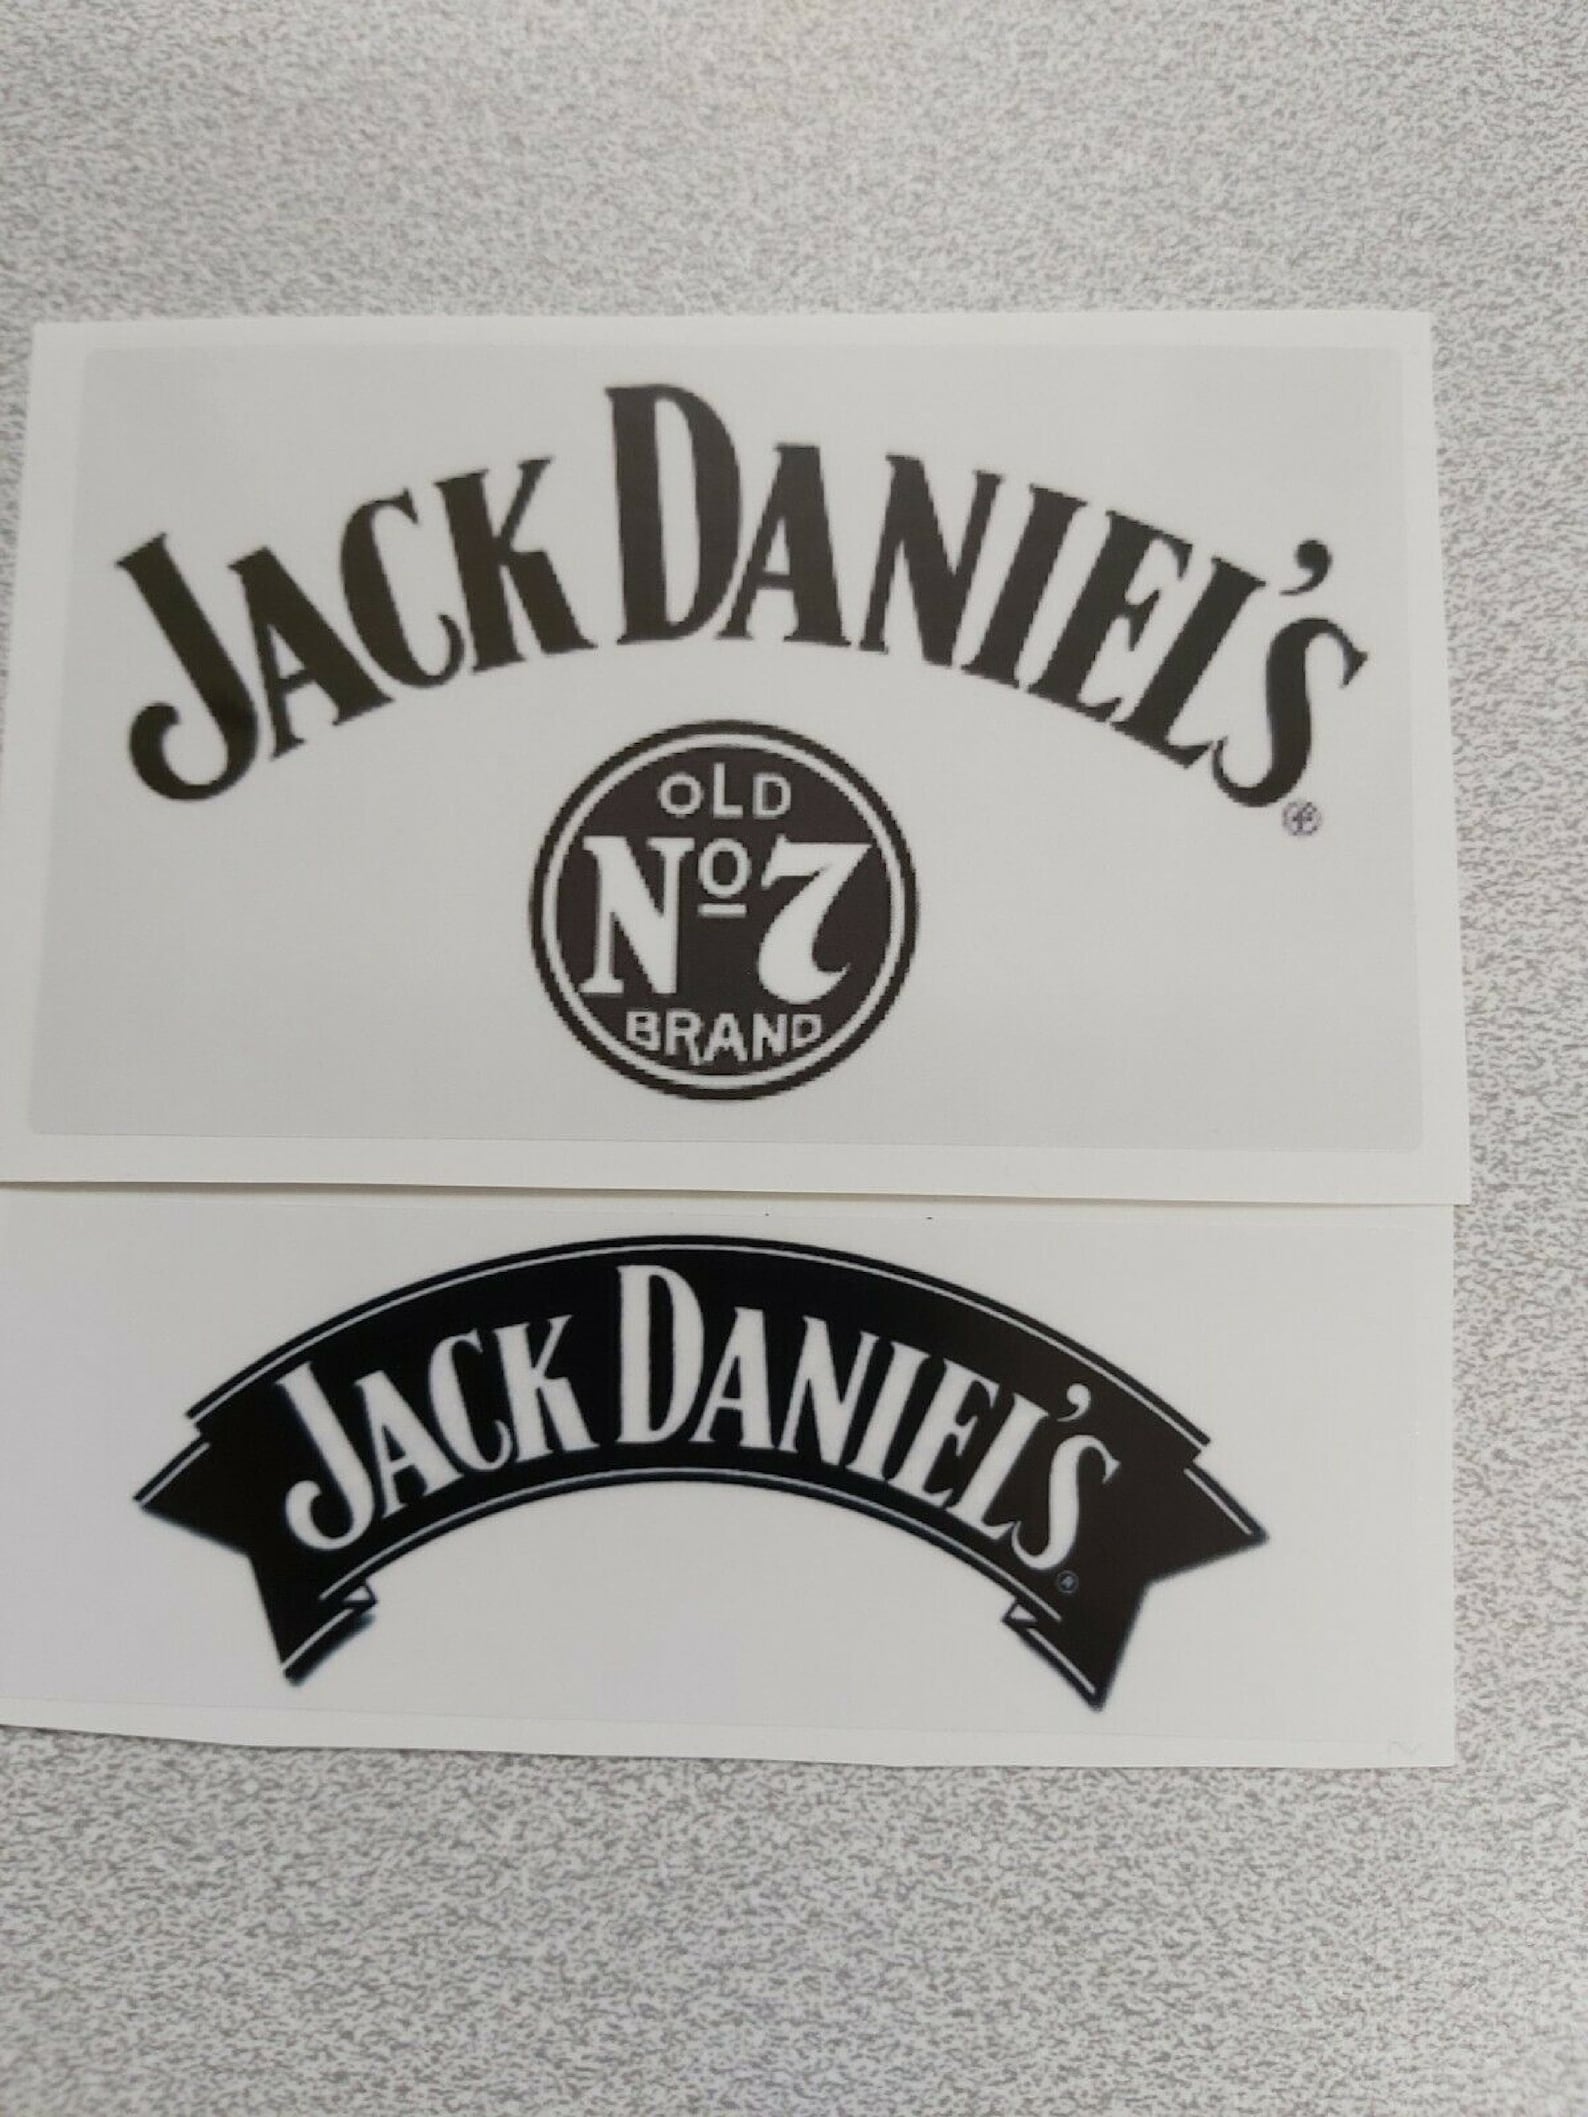 JACK DANIEL'S
OLD
Nº7
BRAND
JACK DANIEL'S
®